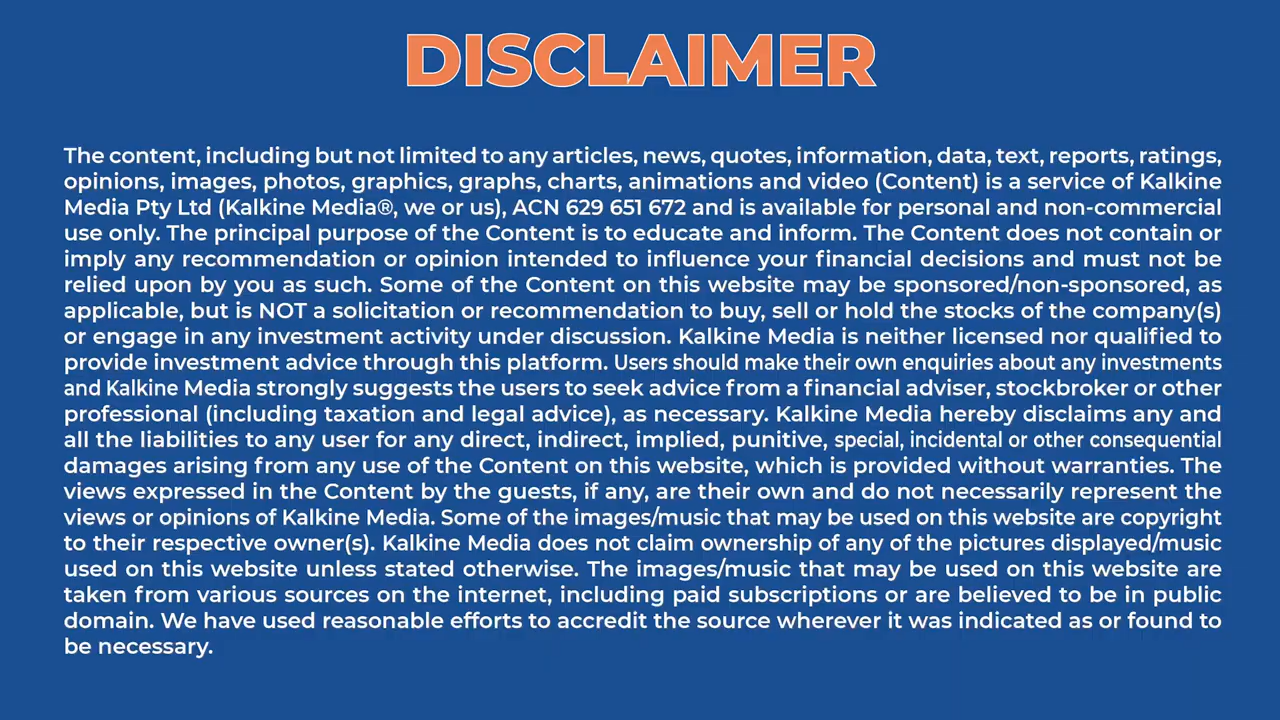 DISCLAIMER
The content, including but not limited to any articles, news, quotes, information, data, text, reports, ratings,
opinions, images, photos, graphics, graphs, charts, animations and video (Content) is a service of Kalkine
Media Pty Ltd (Kalkine Media®, we or us), ACN 629 651 672 and is available for personal and non-commercial
use only. The principal purpose of the Content is to educate and inform. The Content does not contain or
imply any recommendation or opinion intended to influence your financial decisions and must not be
relied upon by you as such. Some of the Content on this website may be sponsored/non-sponsored, as
applicable, but is NOT a solicitation or recommendation to buy, sell or hold the stocks of the company(s)
or engage in any investment activity under discussion. Kalkine Media is neither licensed nor qualified to
provide investment advice through this platform. Users should make their own enquiries about any investments
and Kalkine Media strongly suggests the users to seek advice from a financial adviser, stockbroker or other
professional (including taxation and legal advice), as necessary. Kalkine Media hereby disclaims any and
all the liabilities to any user for any direct, indirect, implied, punitive, special, incidental or other consequential
damages arising from any use of the Content on this website, which is provided without warranties. The
views expressed in the Content by the guests, if any, are their own and do not necessarily represent the
views or opinions of Kalkine Media. Some of the images/music that may be used on this website are copyright
to their respective owner(s). Kalkine Media does not claim ownership of any of the pictures displayed/music
used on this website unless stated otherwise. The images/music that may be used on this website are
taken from various sources on the internet, including paid subscriptions or are believed to be in public
domain. We have used reasonable efforts to accredit the source wherever it was indicated as or found to
be necessary.